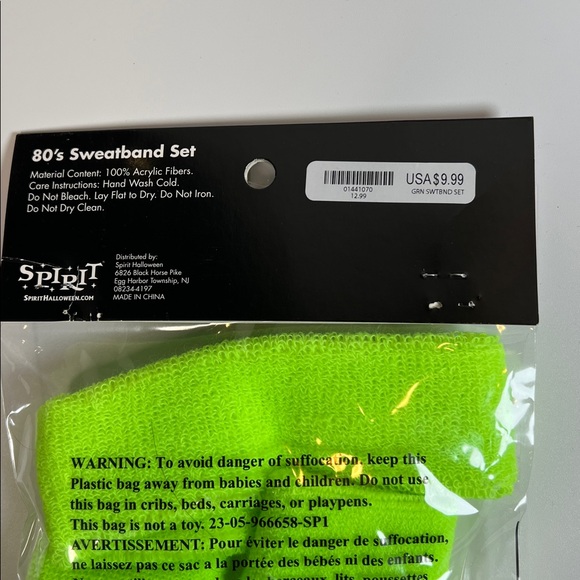 80's Sweatband Set
Material Content: 100% Acrylic Fibers.
Care Instructions: Hand Wash Cold.
Do Not Bleach. Lay Flat to Dry. Do Not Iron.
Do Not Dry Clean.
01441070
12.99
USA$9.99
GRN SWTBND SET
SPIRIT
SPIRITHALLOWEEN.COM
Distributed by:
Spirit Halloween
6826 Black Horse Pike
Egg Harbor Township, NJ
08234-4197
MADE IN CHINA
WARNING: To avoid danger of suffocation, keep this
Plastic bag away from babies and children. Do not use
this bag in cribs, beds, carriages, or playpens.
This bag is not a toy. 23-05-966658-SP1
AVERTISSEMENT: Pour éviter le danger de suffocation,
ne laissez pas ce sac a la portée des bébés ni des enfants.